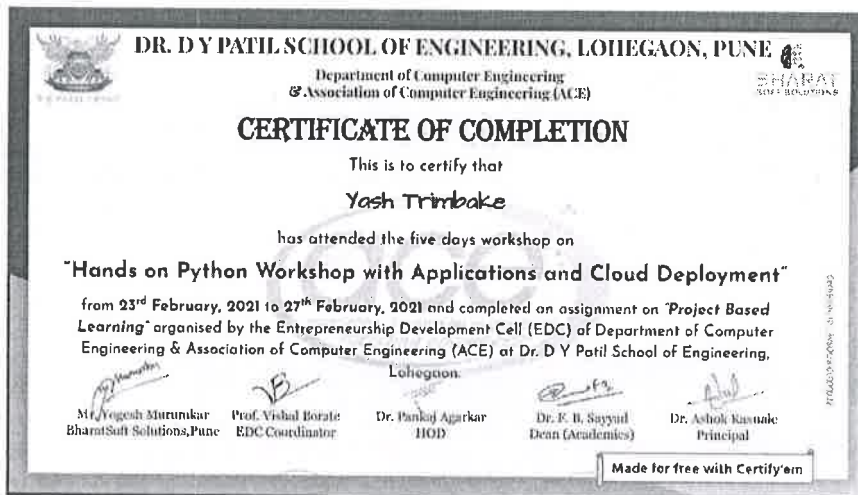 DR. D Y PATIL SCHOOL OF ENGINEERING, LOHEGAON, PUNE
Department of Computer Engineering
& Association of Computer Engineering (ACE)
BHARAT
SOFT SOLUTIONS
CERTIFICATE OF COMPLETION
This is to certify that
Yash Trimbake
has attended the five days workshop on
"Hands on Python Workshop with Applications and Cloud Deployment"
from 23rd February, 2021 to 27th February, 2021 and completed an assignment on "Project Based
Learning" organised by the Entrepreneurship Development Cell (EDC) of Department of Computer
Engineering & Association of Computer Engineering (ACE) at Dr. D Y Patil School of Engineering,
Lohegaon.
Mr. Yogesh Murumkar
BharatSoft Solutions,Pune
Prof. Vishal Borate
EDC Coordinator
Dr. Pankaj Agarkar
HOD
Dr. F. B. Sayyad
Dean (Academics)
Dr. Ashok Kasnale
Principal
Made for free with Certify'em